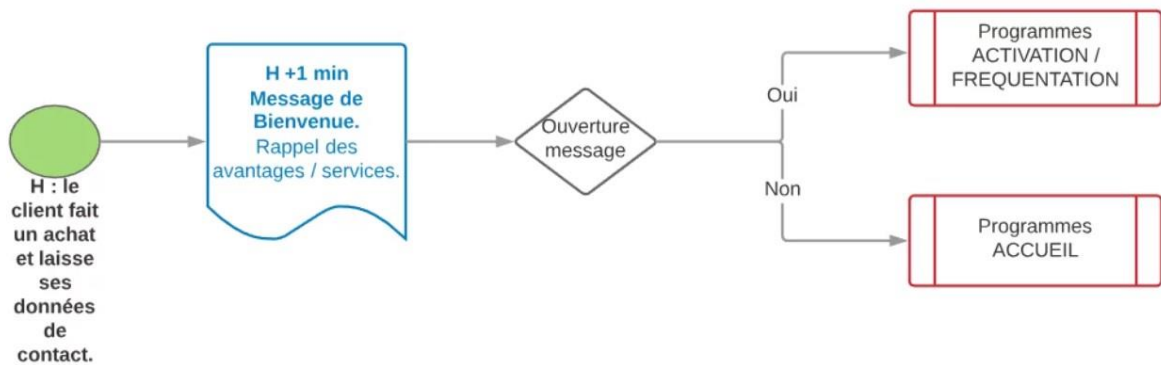 H : le
client fait
un achat
et laisse
ses
données
de
contact.
H +1 min
Message de
Bienvenue.
Rappel des
avantages / services.
Ouverture
message
Oui
Non
Programmes
ACTIVATION /
FREQUENTATION
Programmes
ACCUEIL